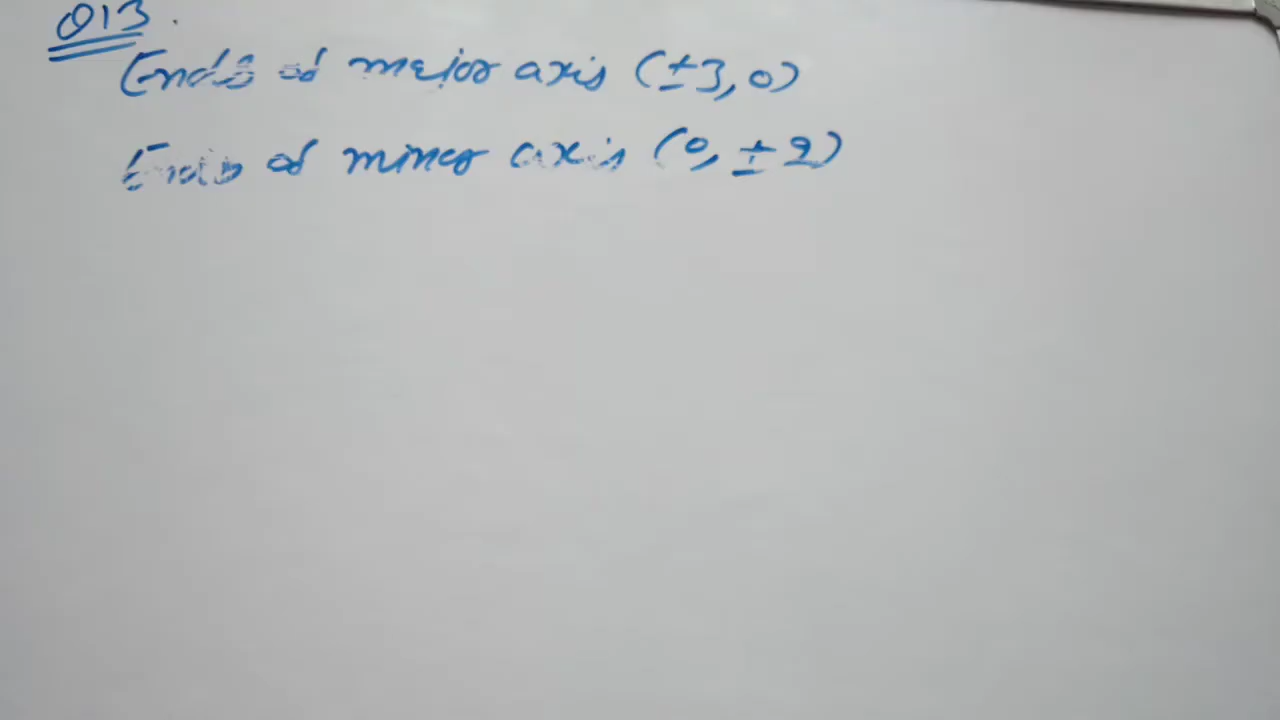 Q13.
Ends of major axis (±3, 0)
Ends of minor axis (0, ±2)